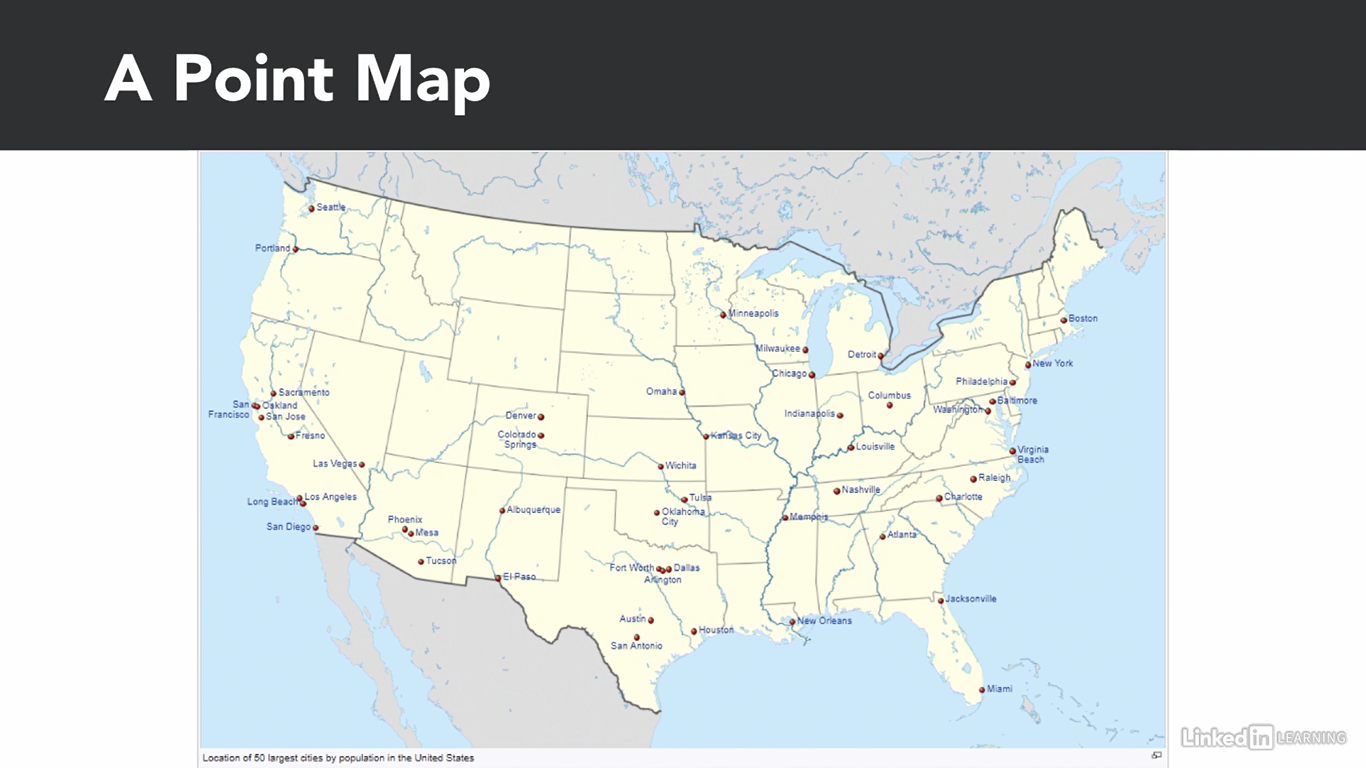 A Point Map
Seattle
Portland
Minneapolis
Boston
Milwaukee
Detroit
New York
Chicago
Philadelphia
Omaha
Sacramento
Columbus
Baltimore
San
Francisco
Oakland
Washington
San Jose
Denver
Indianapolis
Colorado
Springs
Kansas City
Fresno
Louisville
Virginia
Beach
Las Vegas
Wichita
Raleigh
Nashville
Los Angeles
Tulsa
Charlotte
Long Beach
Albuquerque
Oklahoma
City
Memphis
Phoenix
San Diego
Mesa
Atlanta
Tucson
Fort Worth
Dallas
El Paso
Arlington
Jacksonville
Austin
New Orleans
Houston
San Antonio
Miami
Location of 50 largest cities by population in the United States
Linked in LEARNING